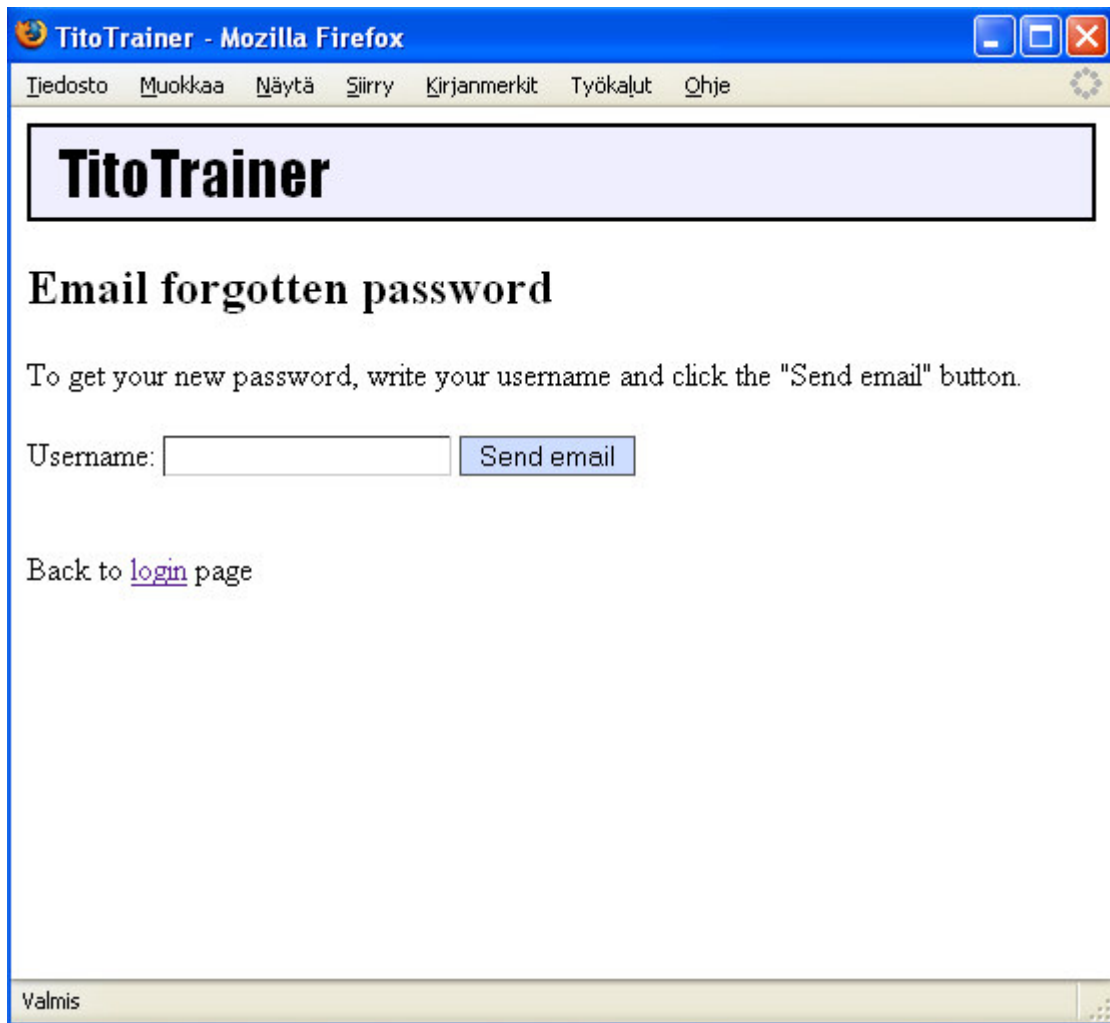 TitoTrainer - Mozilla Firefox
Tiedosto Muokkaa Näytä Siirry Kirjanmerkit Työkalut Ohje
TitoTrainer
Email forgotten password
To get your new password, write your username and click the "Send email" button.
Username: Send email
Back to login page
Valmis